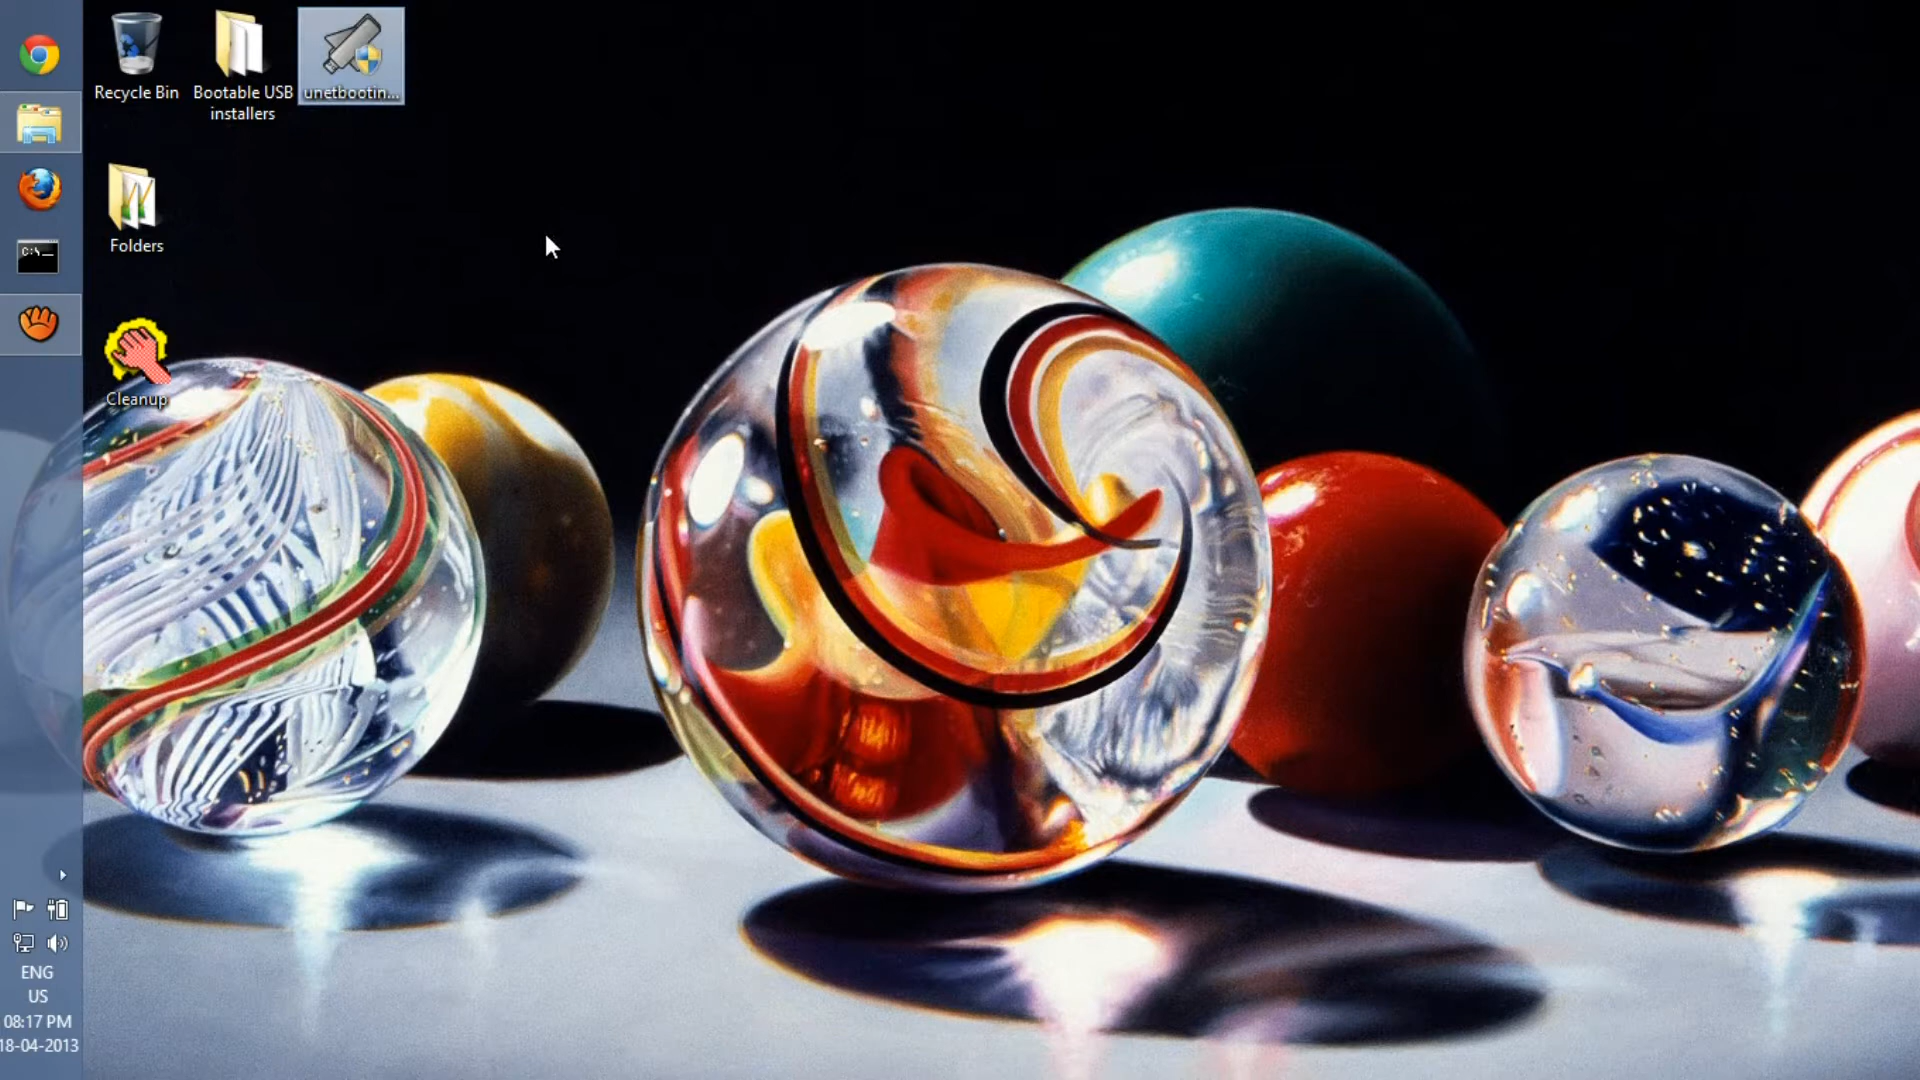 Recycle Bin
Bootable USB
installers
unetbootin...
Folders
C:\
Cleanup
ENG
US
08:17 PM
18-04-2013